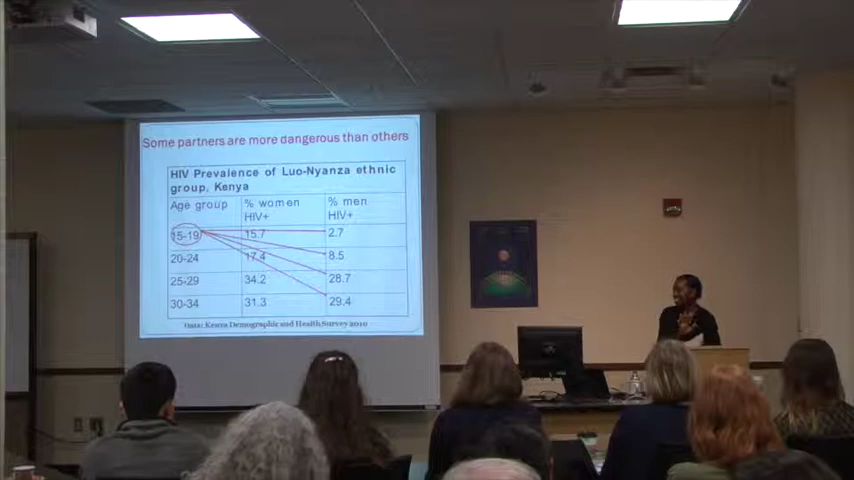 Some partners are more dangerous than others
HIV Prevalence of Luo-Nyanza ethnic
group, Kenya
Age group % women % men
HIV+ HIV+
15-19 15.7 2.7
20-24 17.4 8.5
25-29 34.2 28.7
30-34 31.3 29.4
Data: Kenya Demographic and Health Survey 2010